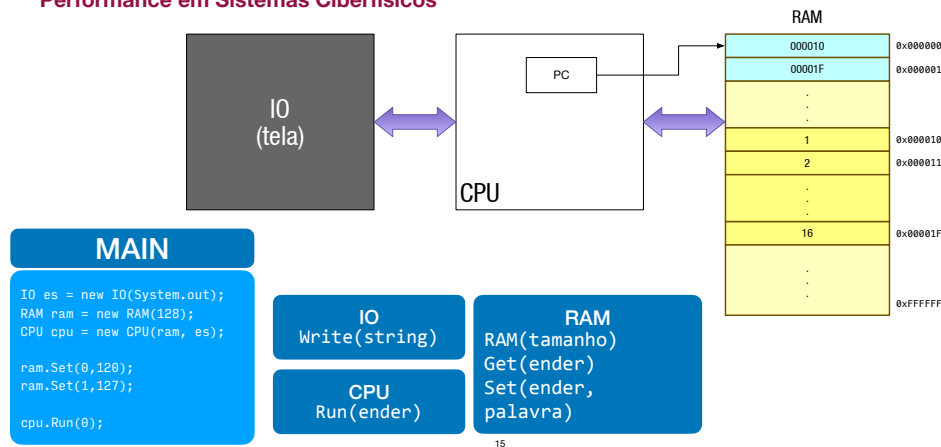 Performance em Sistemas Ciberfísicos
RAM
000010 0x000000
00001F 0x000001
PC
IO
(tela)
.
.
.
1 0x000010
2 0x000011
CPU
.
.
.
16 0x00001F
.
.
.
0xFFFFFF
MAIN
IO es = new IO(System.out);
RAM ram = new RAM(128);
CPU cpu = new CPU(ram, es);
ram.Set(0,120);
ram.Set(1,127);
cpu.Run(0);
IO
Write(string)
CPU
Run(ender)
RAM
RAM(tamanho)
Get(ender)
Set(ender,
palavra)
15